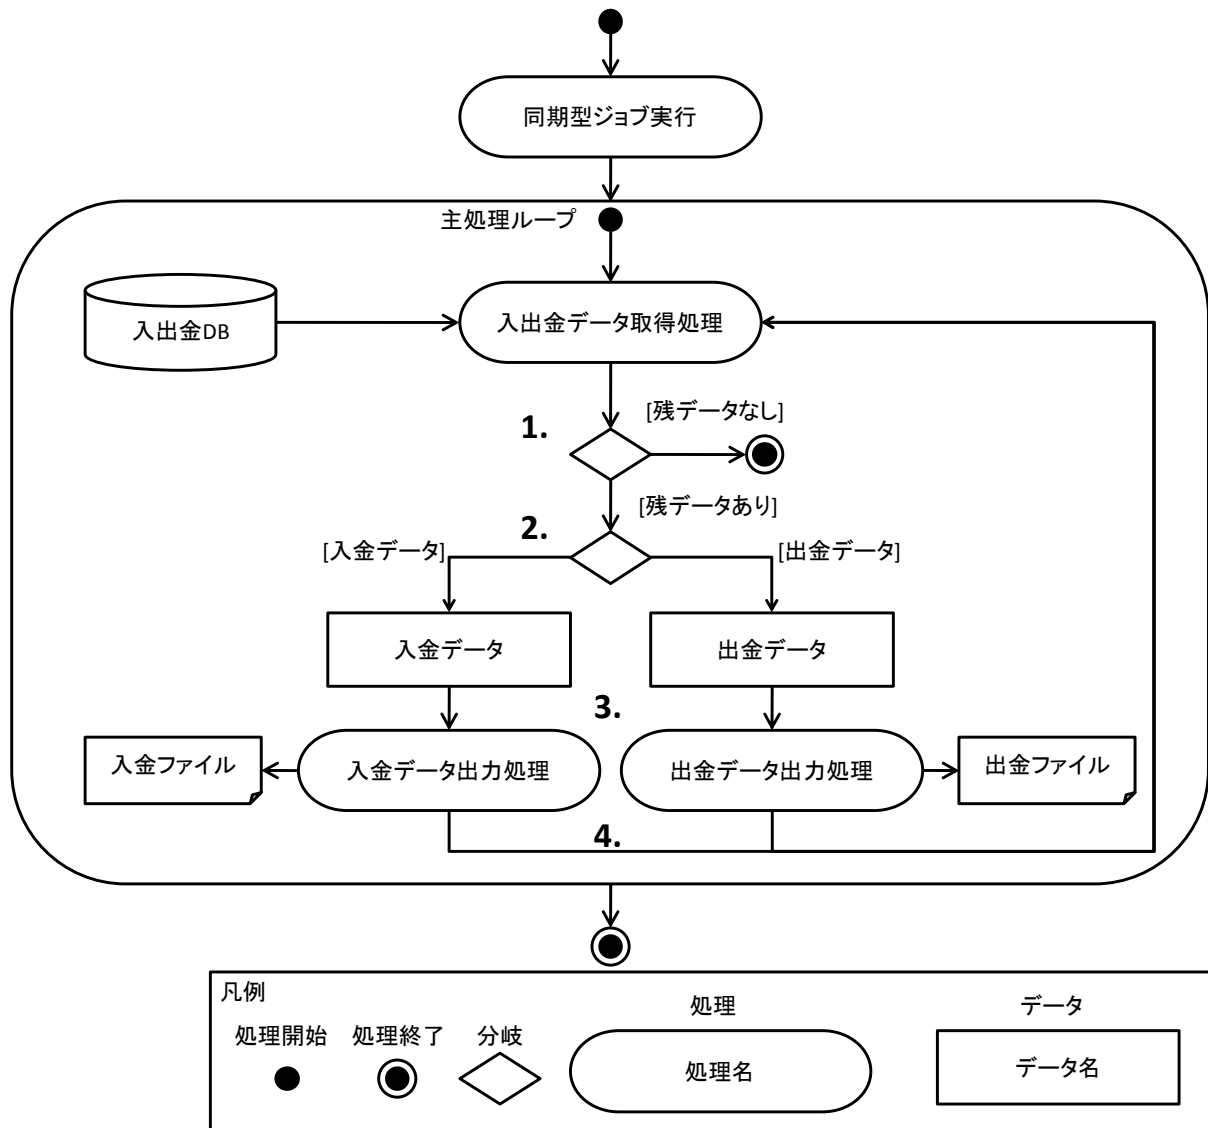 同期型ジョブ実行
主処理ループ
入出金DB
入出金データ取得処理
[残データなし]
1.
[残データあり]
2.
[入金データ]
[出金データ]
入金データ
出金データ
3.
入金ファイル
入金データ出力処理
出金データ出力処理
出金ファイル
4.
凡例
処理開始
処理終了
分岐
処理
データ
処理名
データ名